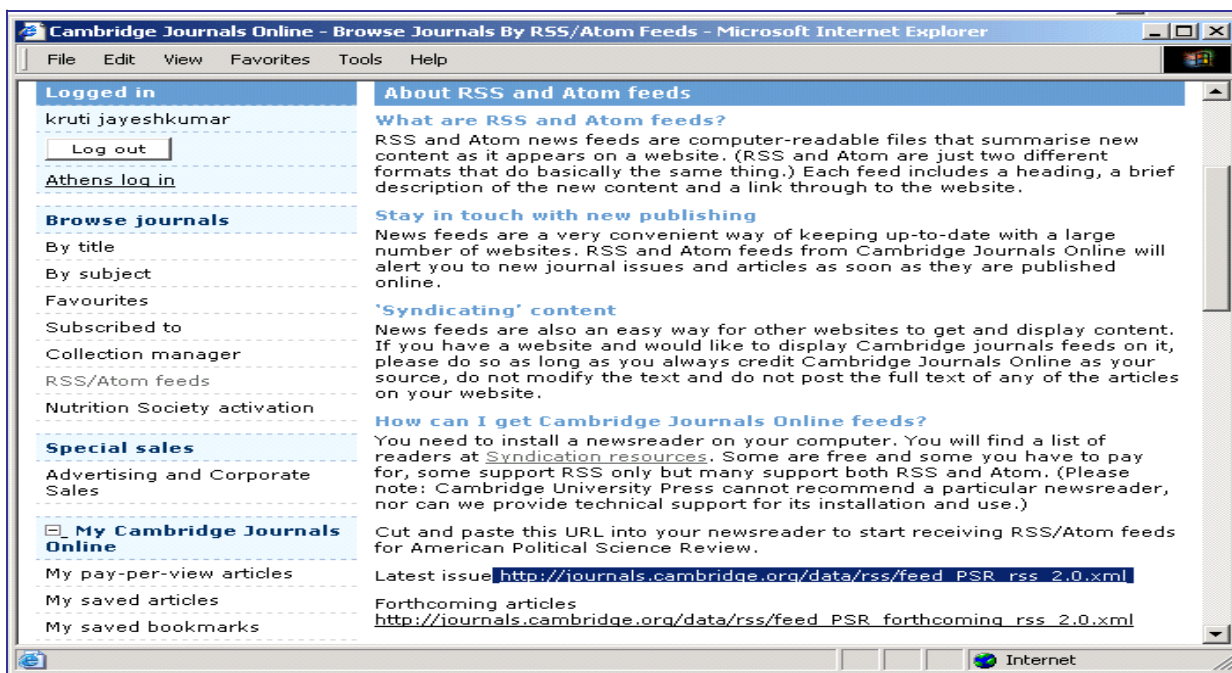 Cambridge Journals Online - Browse Journals By RSS/Atom Feeds - Microsoft Internet Explorer
File Edit View Favorites Tools Help
Logged in
kruti jayeshkumar
Log out
Athens log in
Browse journals
By title
By subject
Favourites
Subscribed to
Collection manager
RSS/Atom feeds
Nutrition Society activation
Special sales
Advertising and Corporate
Sales
My Cambridge Journals
Online
My pay-per-view articles
My saved articles
My saved bookmarks
About RSS and Atom feeds
What are RSS and Atom feeds?
RSS and Atom news feeds are computer-readable files that summarise new
content as it appears on a website. (RSS and Atom are just two different
formats that do basically the same thing.) Each feed includes a heading, a brief
description of the new content and a link through to the website.
Stay in touch with new publishing
News feeds are a very convenient way of keeping up-to-date with a large
number of websites. RSS and Atom feeds from Cambridge Journals Online will
alert you to new journal issues and articles as soon as they are published
online.
'Syndicating' content
News feeds are also an easy way for other websites to get and display content.
If you have a website and would like to display Cambridge journals feeds on it,
please do so as long as you always credit Cambridge Journals Online as your
source, do not modify the text and do not post the full text of any of the articles
on your website.
How can I get Cambridge Journals Online feeds?
You need to install a newsreader on your computer. You will find a list of
readers at Syndication resources. Some are free and some you have to pay
for, some support RSS only but many support both RSS and Atom. (Please
note: Cambridge University Press cannot recommend a particular newsreader,
nor can we provide technical support for its installation and use.)
Cut and paste this URL into your newsreader to start receiving RSS/Atom feeds
for American Political Science Review.
Latest issue http://journals.cambridge.org/data/rss/feed_PSR_rss_2.0.xml
Forthcoming articles
http://journals.cambridge.org/data/rss/feed_PSR_forthcoming_rss_2.0.xml
Internet